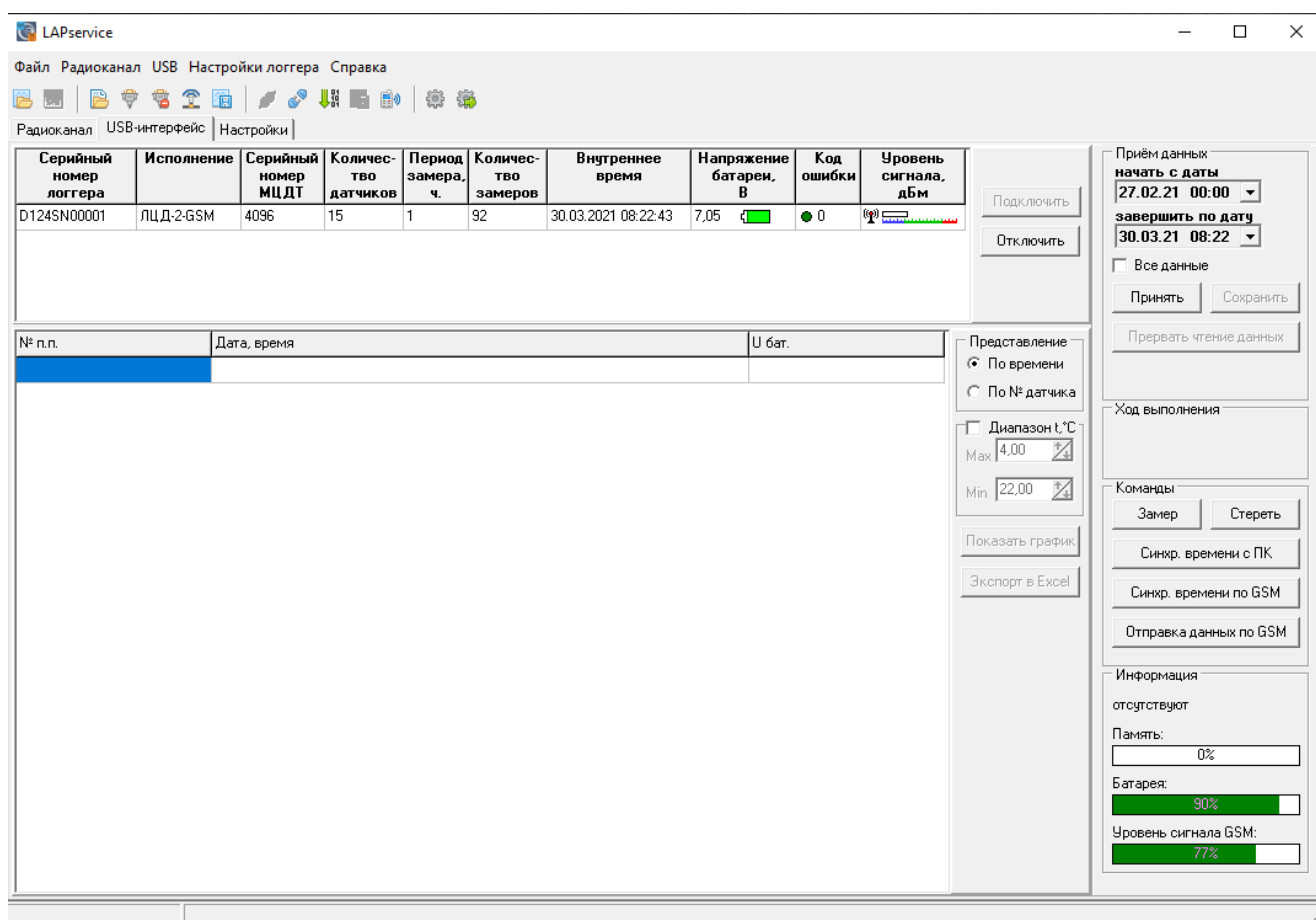 LAPservice
Файл Радиоканал USB Настройки логгера Справка
Радиоканал USB-интерфейс Настройки
Серийный номер логгера
Исполнение
Серийный номер МЦДТ
Количес-тво датчиков
Период замера, ч.
Количес-тво замеров
Внутреннее время
Напряжение батареи, В
Код ошибки
Уровень сигнала, дБм
D124SN00001 ЛЦД-2-GSM 4096 15 1 92 30.03.2021 08:22:43 7,05 0
Подключить
Отключить
№ п.п. Дата, время U бат.
Представление
По времени
По № датчика
Диапазон t,°C
Max 4,00
Min 22,00
Показать график
Экспорт в Excel
Приём данных
начать с даты
27.02.21 00:00
завершить по дату
30.03.21 08:22
Все данные
Принять Сохранить
Прервать чтение данных
Ход выполнения
Команды
Замер Стереть
Синхр. времени с ПК
Синхр. времени по GSM
Отправка данных по GSM
Информация
отсутствуют
Память:
0%
Батарея:
90%
Уровень сигнала GSM:
77%